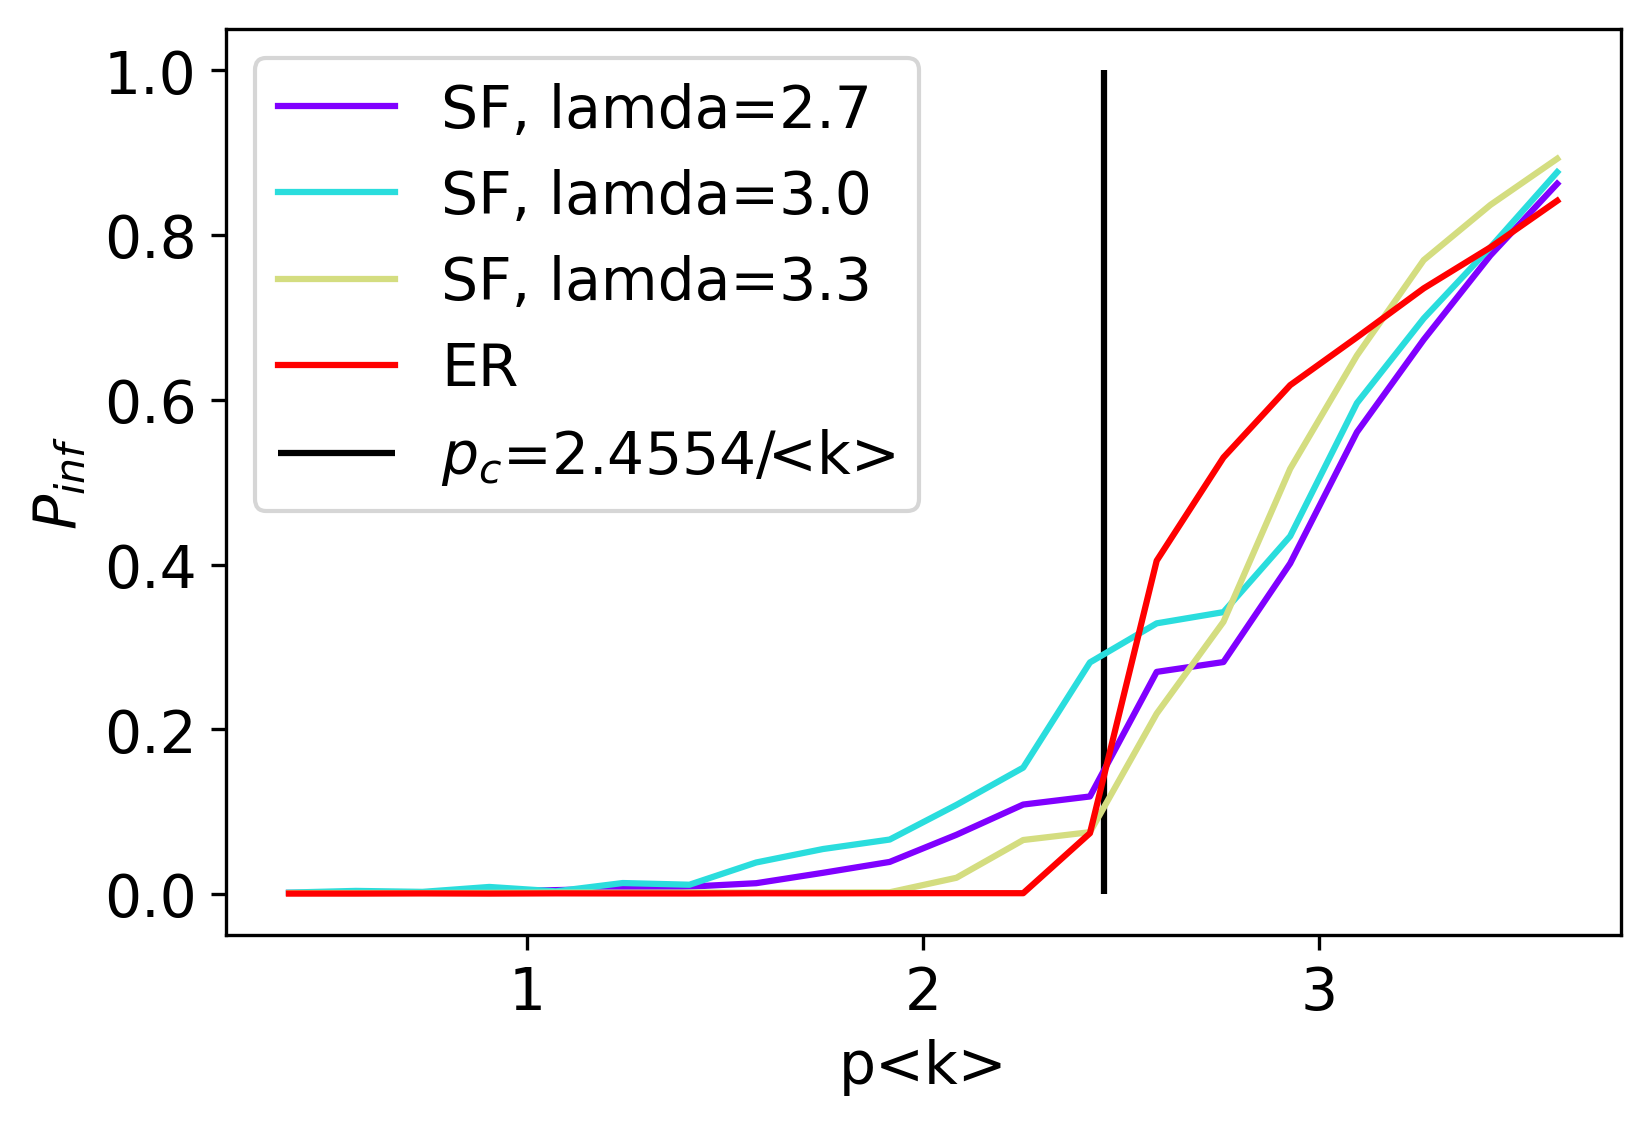 1.0
0.8
0.6
0.4
0.2
0.0
P_inf
SF, lamda=2.7
SF, lamda=3.0
SF, lamda=3.3
ER
p_c=2.4554/<k>
1 2 3
p<k>